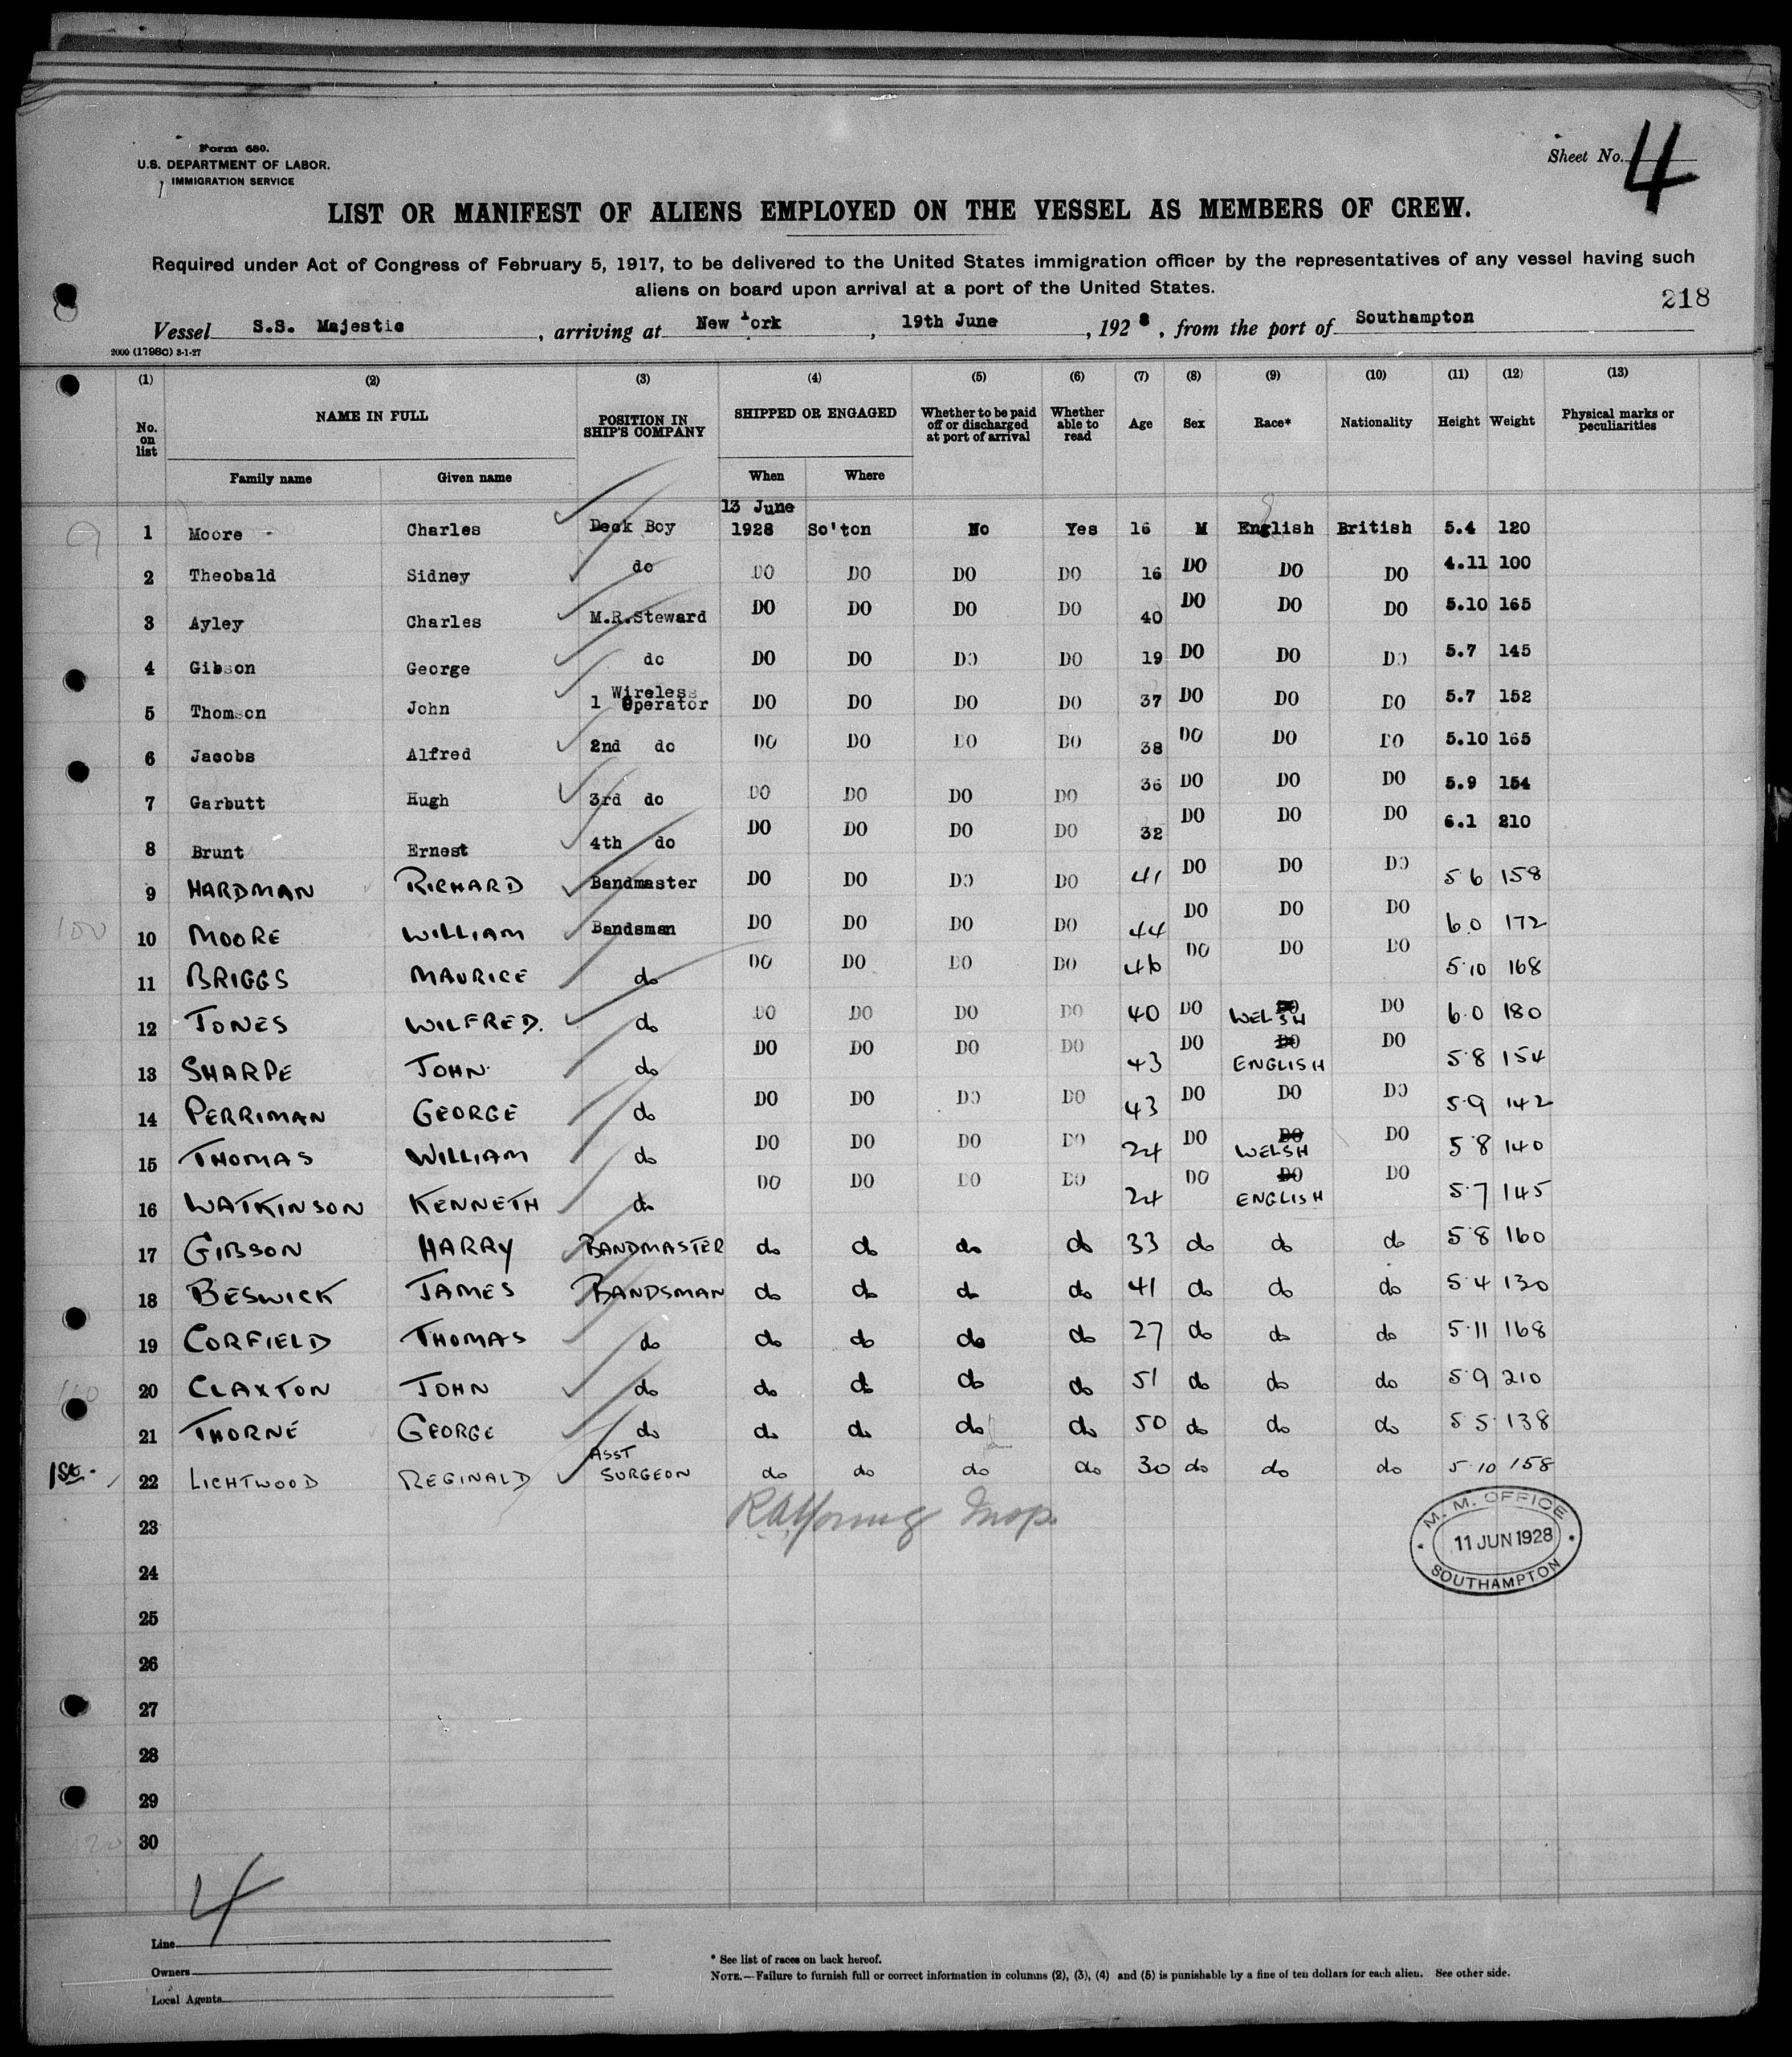 Form 680.
U.S. DEPARTMENT OF LABOR.
IMMIGRATION SERVICE
Sheet No. 4
LIST OR MANIFEST OF ALIENS EMPLOYED ON THE VESSEL AS MEMBERS OF CREW.
Required under Act of Congress of February 5, 1917, to be delivered to the United States immigration officer by the representatives of any vessel having such
aliens on board upon arrival at a port of the United States.
218
Vessel S.S. Majestic, arriving at New York, 19th June, 1928, from the port of Southampton
2000 (1798C) 3-1-27
(1) (2) (3) (4) (5) (6) (7) (8) (9) (10) (11) (12) (13)
No. on list NAME IN FULL POSITION IN SHIP'S COMPANY SHIPPED OR ENGAGED Whether to be paid off or discharged at port of arrival Whether able to read Age Sex Race* Nationality Height Weight Physical marks or peculiarities
Family name Given name When Where
13 June
1 Moore - Charles Deck Boy 1928 So'ton No Yes 16 M English British 5.4 120
2 Theobald Sidney do DO DO DO DO 16 DO DO DO 4.11 100
3 Ayley Charles M.R.Steward DO DO DO DO 40 DO DO DO 5.10 165
4 Gibson George do DO DO DO DO 19 DO DO DO 5.7 145
5 Thomson John 1 Wireless Operator DO DO DO DO 37 DO DO DO 5.7 152
6 Jacobs Alfred 2nd do DO DO DO DO 38 DO DO DO 5.10 165
7 Garbutt Hugh 3rd do DO DO DO DO 36 DO DO DO 5.9 154
8 Brunt Ernest 4th do DO DO DO DO 32 DO DO DO 6.1 210
9 HARDMAN RICHARD Bandmaster DO DO DO DO 41 DO DO DO 5 6 158
100
10 MOORE WILLIAM Bandsman DO DO DO DO 44 DO DO DO 6.0 172
11 BRIGGS MAURICE do DO DO DO DO 46 DO DO DO 5.10 168
12 JONES WILFRED. do DO DO DO DO 40 DO DO WELSH DO 6.0 180
13 SHARPE JOHN. do DO DO DO DO 43 DO DO ENGLISH DO 5.8 154
14 PERRIMAN GEORGE do DO DO DO DO 43 DO DO DO 5.9 142
15 THOMAS WILLIAM do DO DO DO DO 24 DO DO WELSH DO 5.8 140
16 WATKINSON KENNETH do DO DO DO DO 24 DO DO ENGLISH DO 5.7 145
17 GIBSON HARRY BANDMASTER do do do do 33 do do do 5.8 160
18 BESWICK JAMES BANDSMAN do do do do 41 do do do 5.4 130
19 CORFIELD THOMAS do do do do do 27 do do do 5.11 168
20 CLAXTON JOHN do do do do do 51 do do do 5.9 210
21 THORNE GEORGE do do do do do 50 do do do 5 5 138
1st. 22 LICHTWOOD REGINALD ASST SURGEON do do do do 30 do do do 5.10 158
23
24
25
26
27
28
29
30
R.A. Young Insp.
M. M. OFFICE
11 JUN 1928
SOUTHAMPTON
4
Line
Owners
Local Agents
* See list of races on back hereof.
NOTE.—Failure to furnish full or correct information in columns (2), (3), (4) and (5) is punishable by a fine of ten dollars for each alien. See other side.